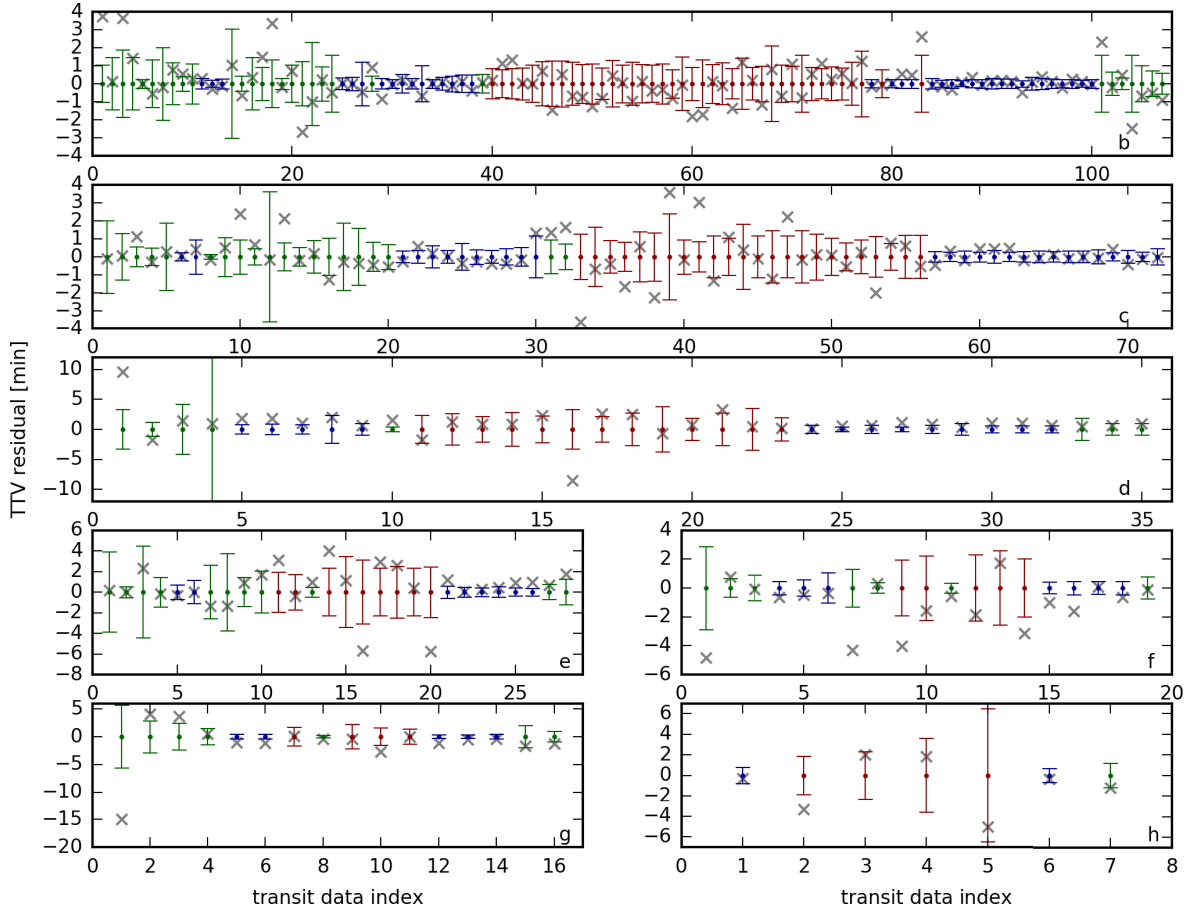 4
3
2
1
0
−1
−2
−3
−4
b
0 20 40 60 80 100
4
3
2
1
0
−1
−2
−3
−4
c
0 10 20 30 40 50 60 70
TTV residual [min]
10
5
0
−5
−10
d
0 5 10 15 20 25 30 35
6
4
2
0
−2
−4
−6
−8
e
0 5 10 15 20 25
4
2
0
−2
−4
−6
f
0 5 10 15 20
5
0
−5
−10
−15
−20
g
0 2 4 6 8 10 12 14 16
transit data index
6
4
2
0
−2
−4
−6
h
0 1 2 3 4 5 6 7 8
transit data index